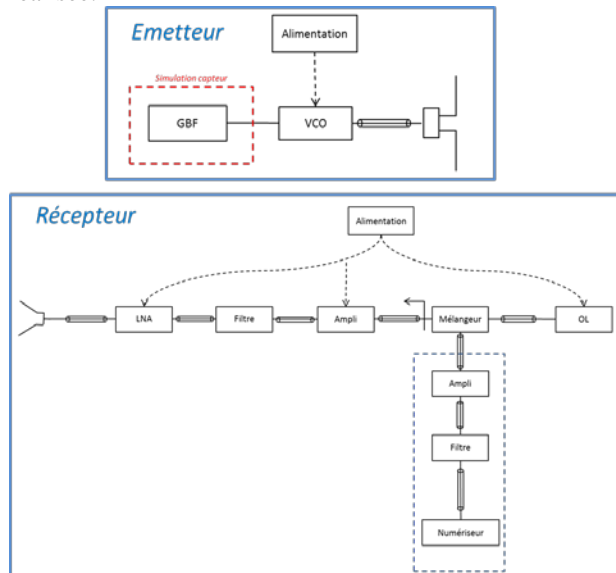 Emetteur
Alimentation
Simulation capteur
GBF
VCO
Récepteur
Alimentation
LNA
Filtre
Ampli
Mélangeur
OL
Ampli
Filtre
Numériseur